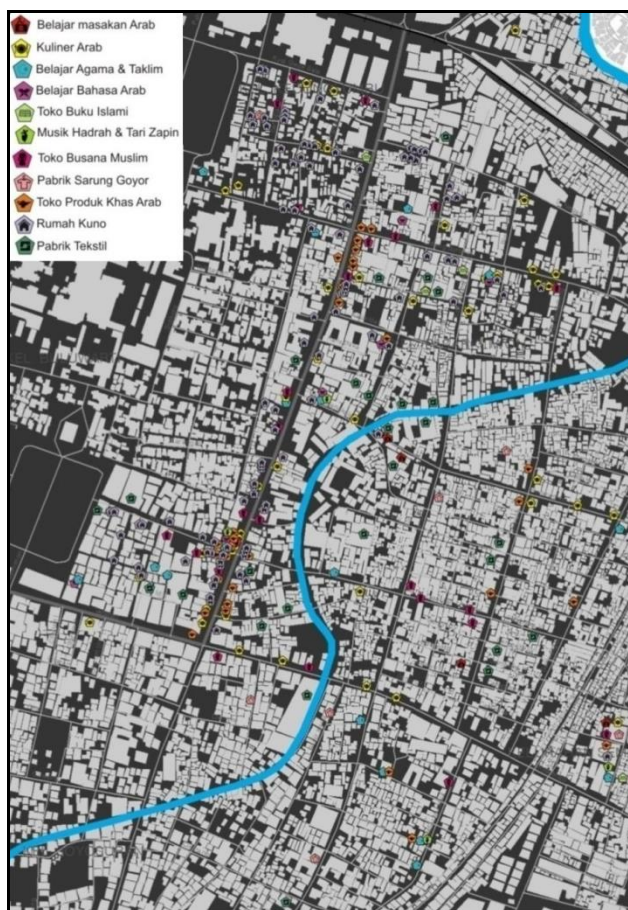 Belajar masakan Arab
Kuliner Arab
Belajar Agama & Taklim
Belajar Bahasa Arab
Toko Buku Islami
Musik Hadrah & Tari Zapin
Toko Busana Muslim
Pabrik Sarung Goyor
Toko Produk Khas Arab
Rumah Kuno
Pabrik Tekstil